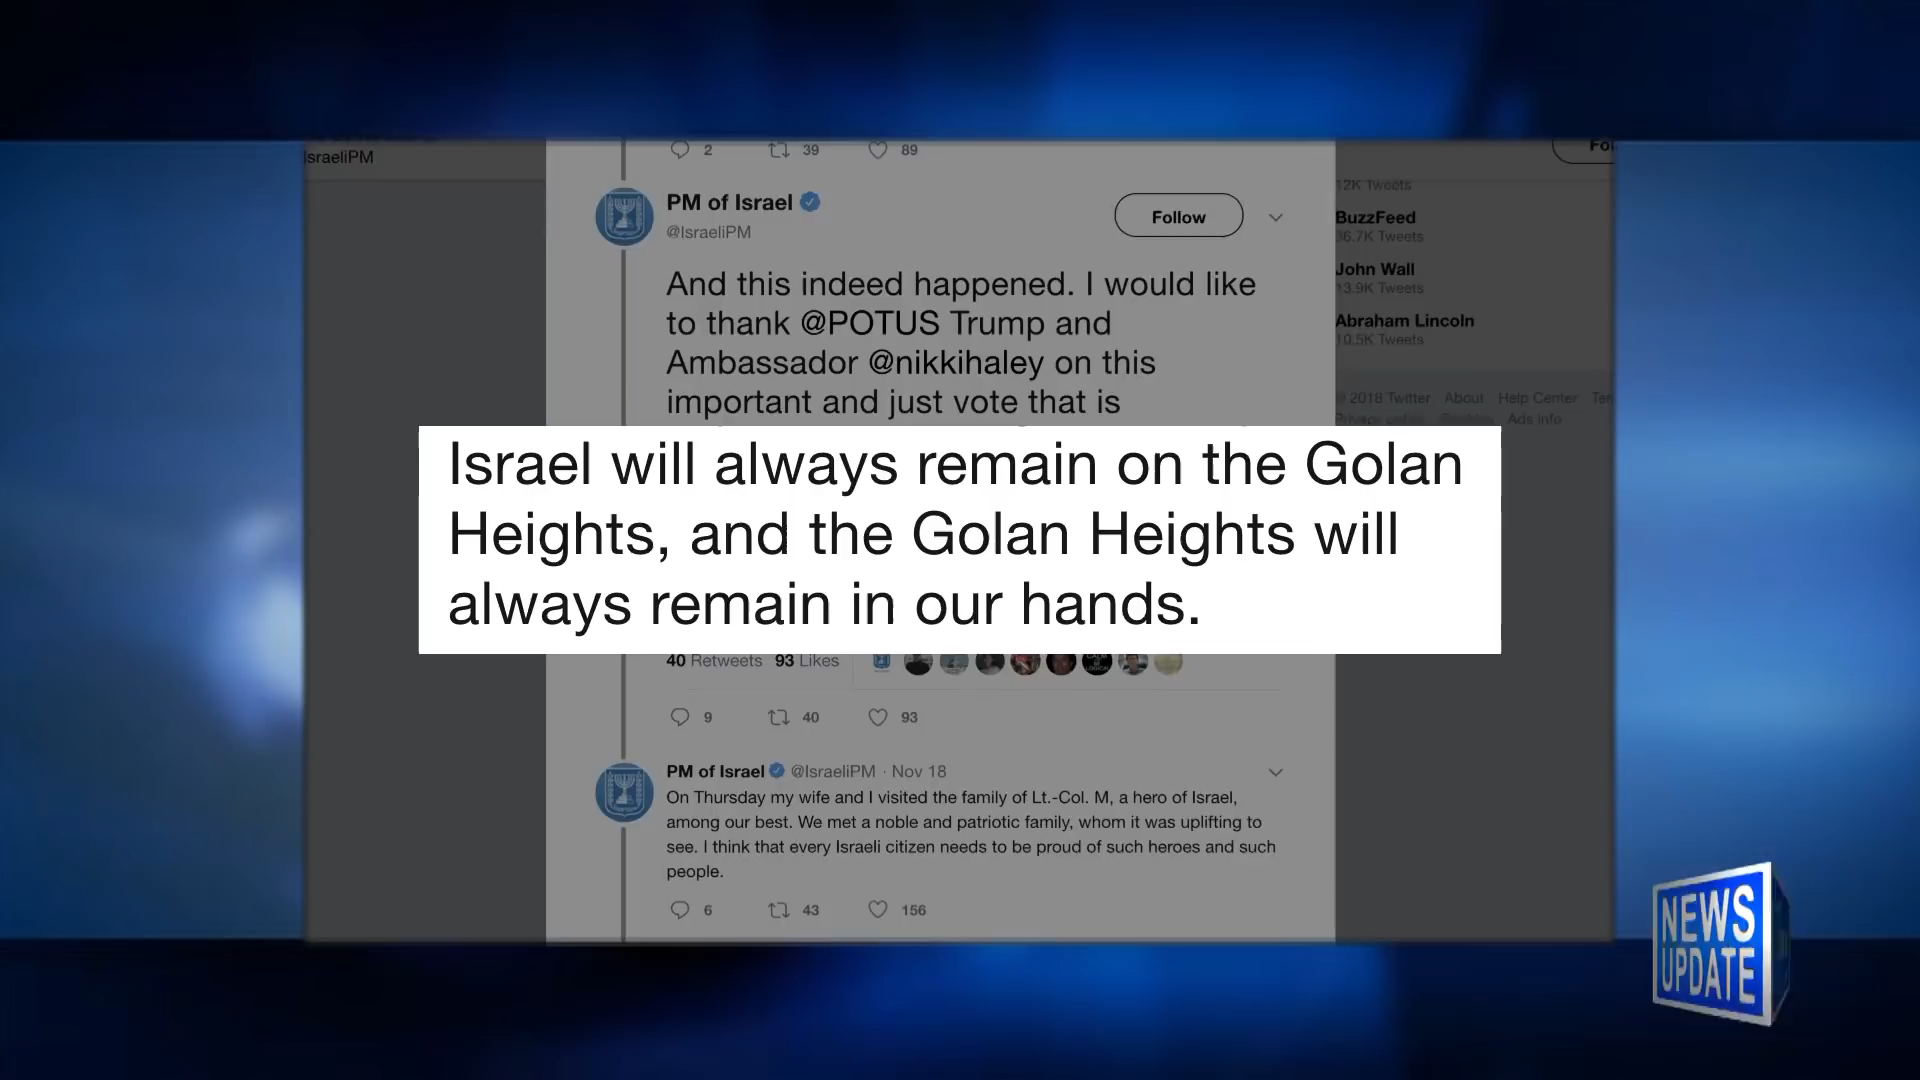 IsraeliPM
2 39 89
PM of Israel
@IsraeliPM
Follow
And this indeed happened. I would like
to thank @POTUS Trump and
Ambassador @nikkihaley on this
important and just vote that is
Israel will always remain on the Golan
Heights, and the Golan Heights will
always remain in our hands.
40 Retweets 93 Likes
9 40 93
PM of Israel @IsraeliPM · Nov 18
On Thursday my wife and I visited the family of Lt.-Col. M, a hero of Israel,
among our best. We met a noble and patriotic family, whom it was uplifting to
see. I think that every Israeli citizen needs to be proud of such heroes and such
people.
6 43 156
12K Tweets
BuzzFeed
36.7K Tweets
John Wall
13.9K Tweets
Abraham Lincoln
10.5K Tweets
2018 Twitter About Help Center
Ads info
NEWS
UPDATE